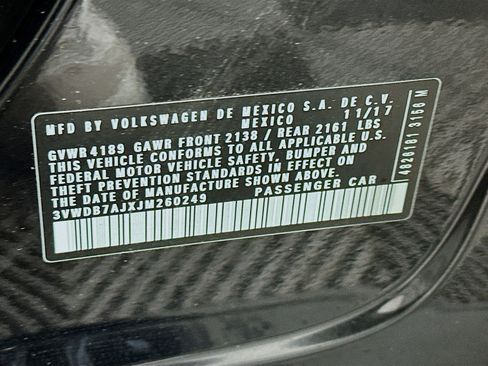 MFD BY VOLKSWAGEN DE MEXICO S.A. DE C.V.
MEXICO 11/17
GVWR 4189 GAWR FRONT 2138 / REAR 2161 LBS
THIS VEHICLE CONFORMS TO ALL APPLICABLE U.S.
FEDERAL MOTOR VEHICLE SAFETY, BUMPER AND
THEFT PREVENTION STANDARDS IN EFFECT ON
THE DATE OF MANUFACTURE SHOWN ABOVE.
3VWDB7AJXJM260249 PASSENGER CAR
4820181 3168 M